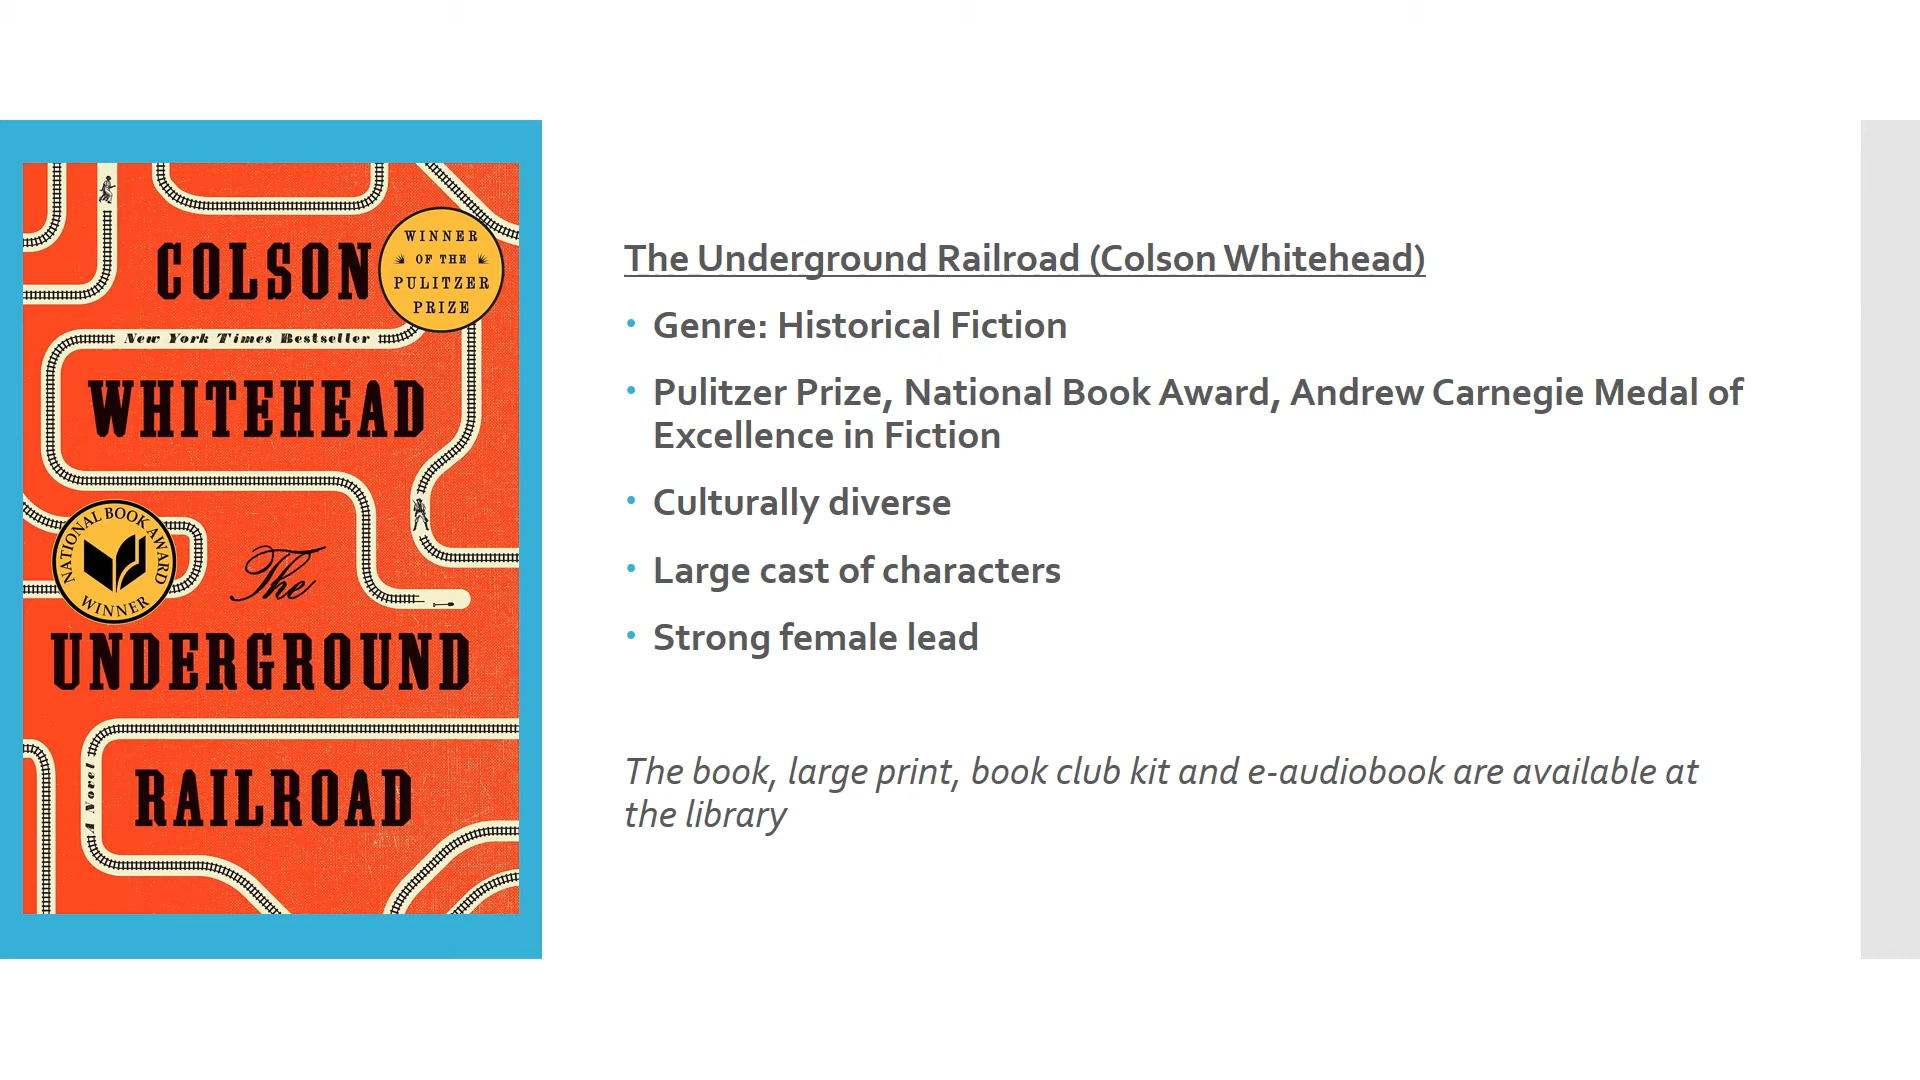 COLSON
WINNER
OF THE
PULITZER
PRIZE
New York Times Bestseller
WHITEHEAD
NATIONAL BOOK AWARD
WINNER
The
UNDERGROUND
A Novel
RAILROAD
The Underground Railroad (Colson Whitehead)
• Genre: Historical Fiction
• Pulitzer Prize, National Book Award, Andrew Carnegie Medal of
Excellence in Fiction
• Culturally diverse
• Large cast of characters
• Strong female lead
The book, large print, book club kit and e-audiobook are available at
the library